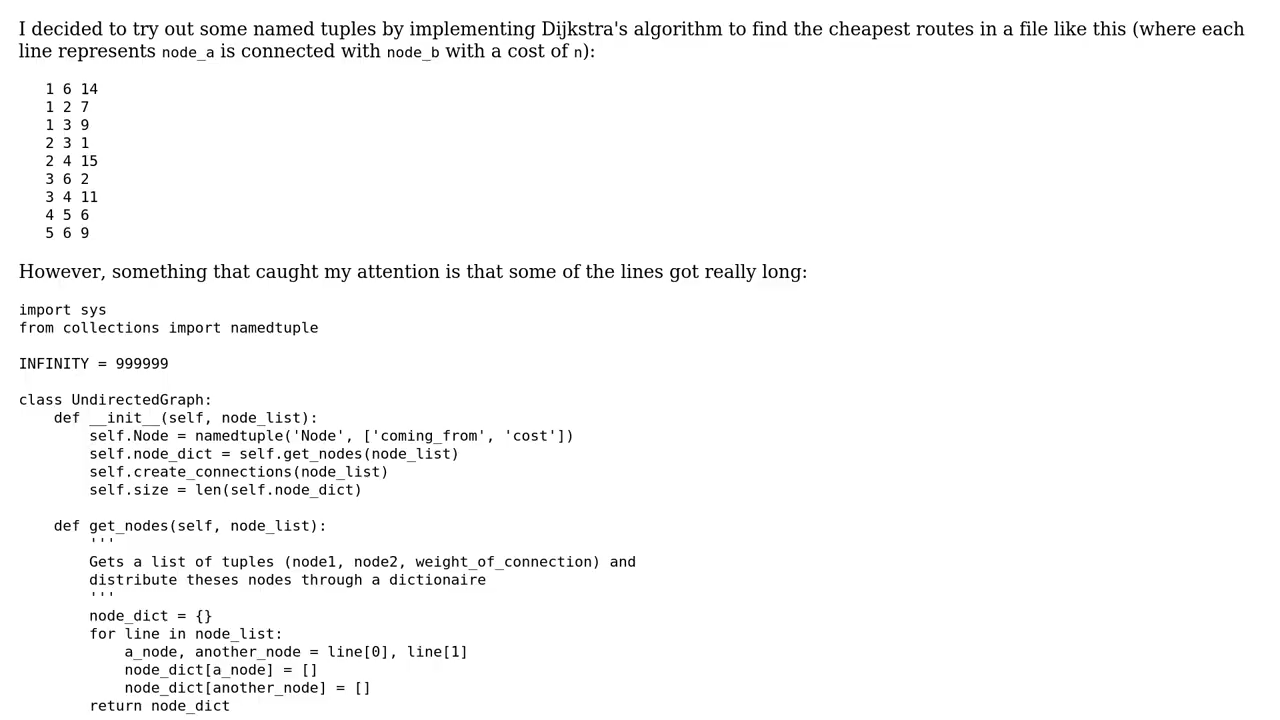 I decided to try out some named tuples by implementing Dijkstra's algorithm to find the cheapest routes in a file like this (where each
line represents node_a is connected with node_b with a cost of n):
1 6 14
1 2 7
1 3 9
2 3 1
2 4 15
3 6 2
3 4 11
4 5 6
5 6 9
However, something that caught my attention is that some of the lines got really long:
import sys
from collections import namedtuple
INFINITY = 999999
class UndirectedGraph:
    def __init__(self, node_list):
        self.Node = namedtuple('Node', ['coming_from', 'cost'])
        self.node_dict = self.get_nodes(node_list)
        self.create_connections(node_list)
        self.size = len(self.node_dict)
    def get_nodes(self, node_list):
        '''
        Gets a list of tuples (node1, node2, weight_of_connection) and
        distribute theses nodes through a dictionaire
        '''
        node_dict = {}
        for line in node_list:
            a_node, another_node = line[0], line[1]
            node_dict[a_node] = []
            node_dict[another_node] = []
        return node_dict